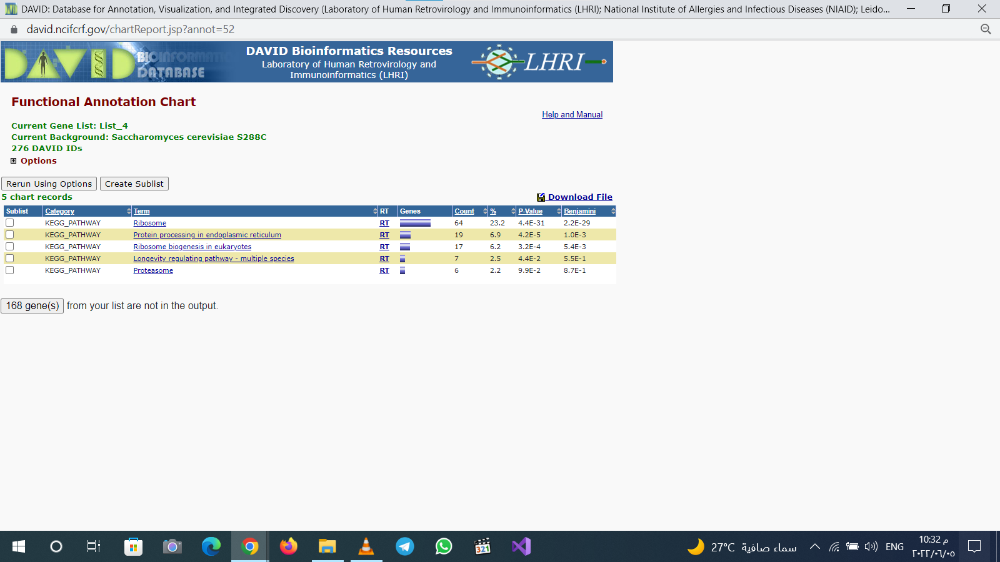 DAVID: Database for Annotation, Visualization, and Integrated Discovery (Laboratory of Human Retrovirology and Immunoinformatics (LHRI); National Institute of Allergies and Infectious Diseases (NIAID); Leido...
david.ncifcrf.gov/chartReport.jsp?annot=52
DAVID BIOINFORMATICS DATABASE
DAVID Bioinformatics Resources
Laboratory of Human Retrovirology and
Immunoinformatics (LHRI)
LHRI
Functional Annotation Chart
Help and Manual
Current Gene List: List_4
Current Background: Saccharomyces cerevisiae S288C
276 DAVID IDs
Options
Rerun Using Options Create Sublist
5 chart records Download File
Sublist Category Term RT Genes Count % P-Value Benjamini
KEGG_PATHWAY Ribosome RT 64 23.2 4.4E-31 2.2E-29
KEGG_PATHWAY Protein processing in endoplasmic reticulum RT 19 6.9 4.2E-5 1.0E-3
KEGG_PATHWAY Ribosome biogenesis in eukaryotes RT 17 6.2 3.2E-4 5.4E-3
KEGG_PATHWAY Longevity regulating pathway - multiple species RT 7 2.5 4.4E-2 5.5E-1
KEGG_PATHWAY Proteasome RT 6 2.2 9.9E-2 8.7E-1
168 gene(s) from your list are not in the output.
321
27°C سماء صافية
ENG
10:32 م
٢٠٢٢/٠٦/٠٥